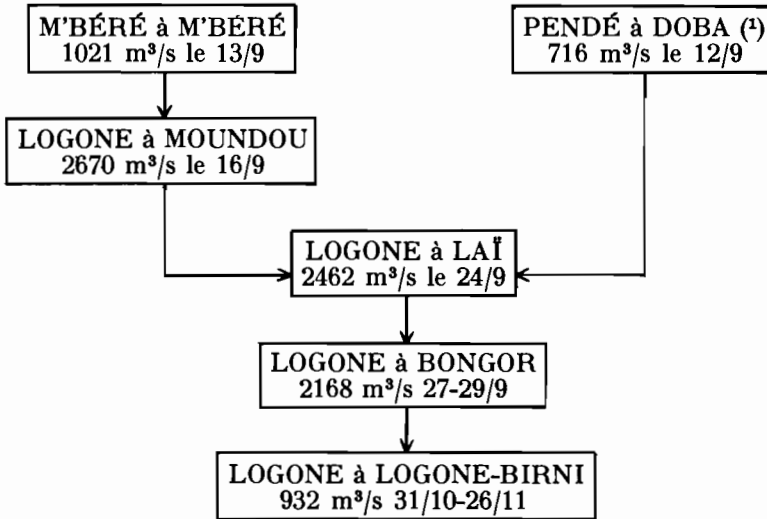 M'BÉRÉ à M'BÉRÉ
1021 m³/s le 13/9
PENDÉ à DOBA (¹)
716 m³/s le 12/9
LOGONE à MOUNDOU
2670 m³/s le 16/9
LOGONE à LAÏ
2462 m³/s le 24/9
LOGONE à BONGOR
2168 m³/s 27-29/9
LOGONE à LOGONE-BIRNI
932 m³/s 31/10-26/11